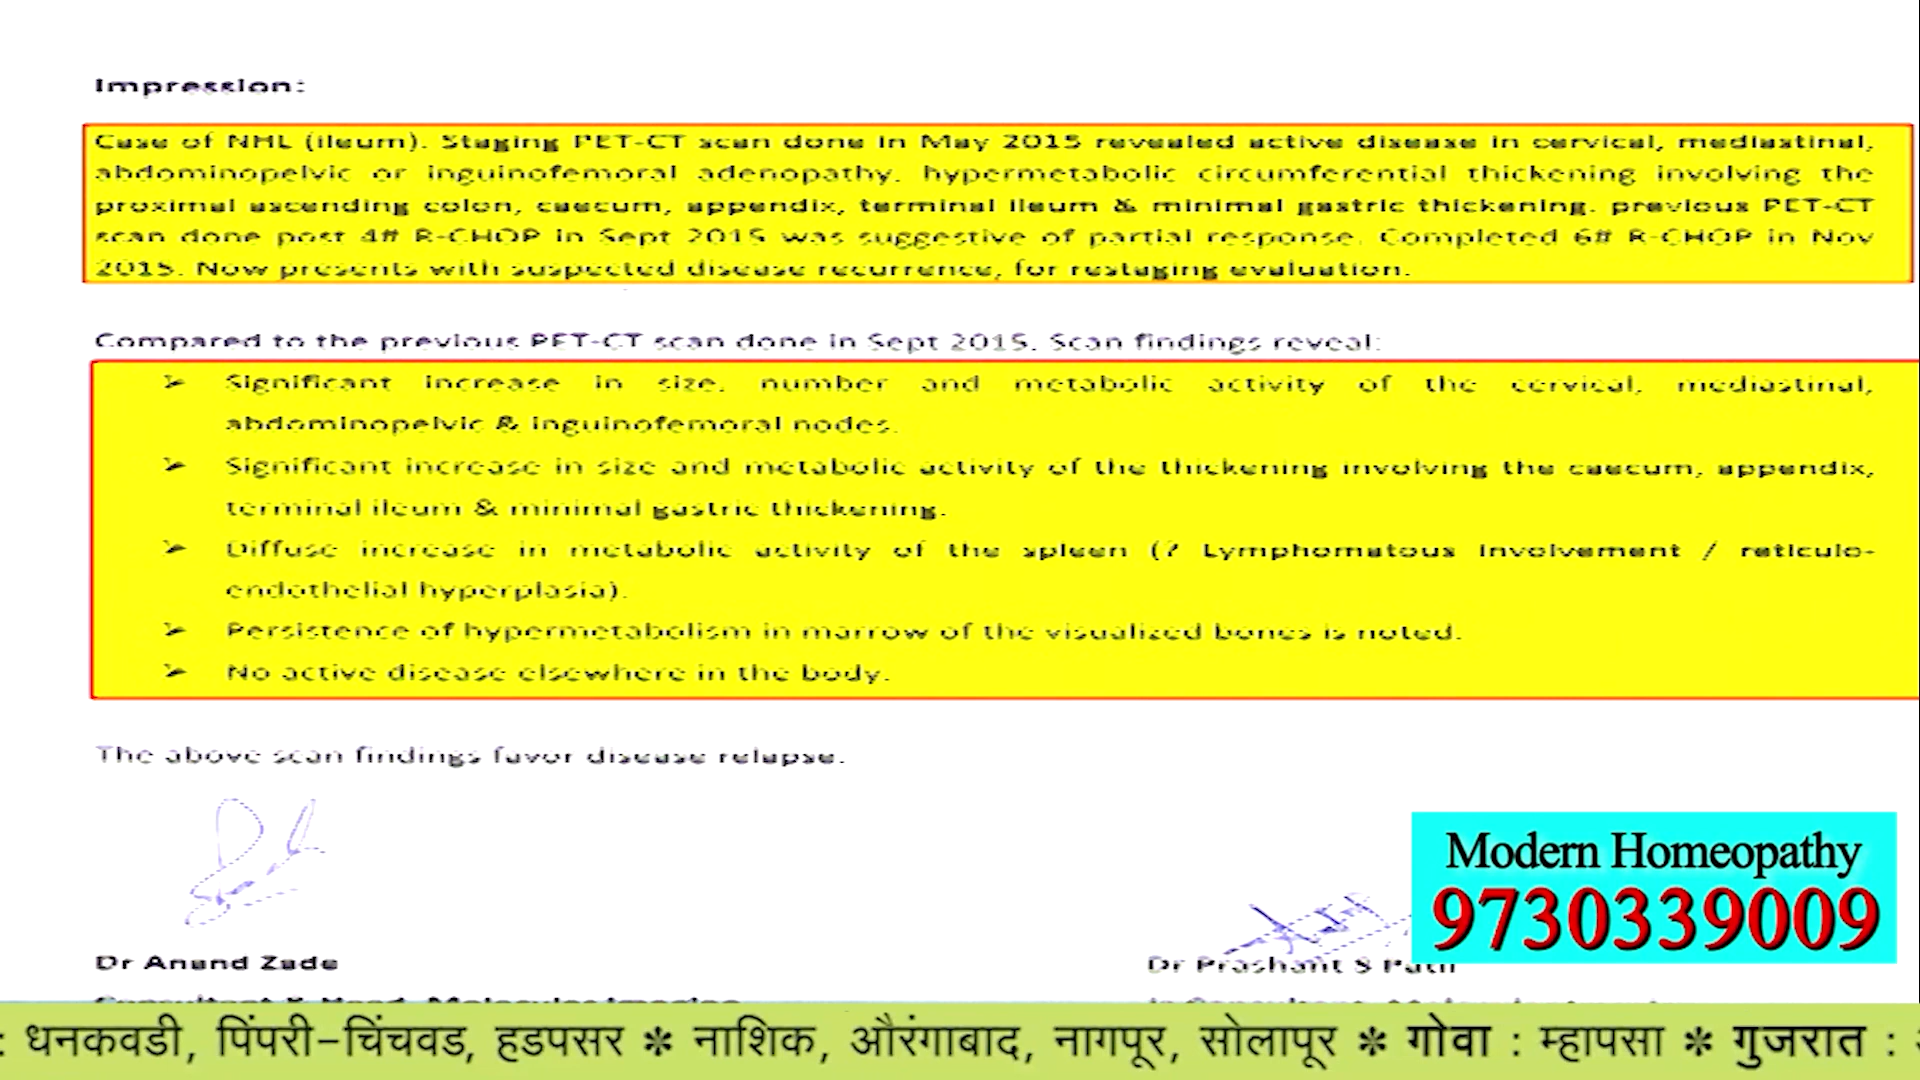 Impression:
Case of NHL (ileum). Staging PET-CT scan done in May 2015 revealed active disease in cervical, mediastinal,
abdominopelvic or inguinofemoral adenopathy. hypermetabolic circumferential thickening involving the
proximal ascending colon, caecum, appendix, terminal ileum & minimal gastric thickening. previous PET-CT
scan done post 4# R-CHOP in Sept 2015 was suggestive of partial response. Completed 6# R-CHOP in Nov
2015. Now presents with suspected disease recurrence, for restaging evaluation.
Compared to the previous PET-CT scan done in Sept 2015. Scan findings reveal:
➢ Significant increase in size, number and metabolic activity of the cervical, mediastinal,
abdominopelvic & inguinofemoral nodes.
➢ Significant increase in size and metabolic activity of the thickening involving the caecum, appendix,
terminal ileum & minimal gastric thickening.
➢ Diffuse increase in metabolic activity of the spleen (? Lymphomatous involvement / reticulo-
endothelial hyperplasia).
➢ Persistence of hypermetabolism in marrow of the visualized bones is noted.
➢ No active disease elsewhere in the body.
The above scan findings favor disease relapse.
Modern Homeopathy
9730339009
Dr Anand Zade
Dr Prashant S Patil
: धनकवडी, पिंपरी-चिंचवड, हडपसर * नाशिक, औरंगाबाद, नागपूर, सोलापूर * गोवा : म्हापसा * गुजरात :